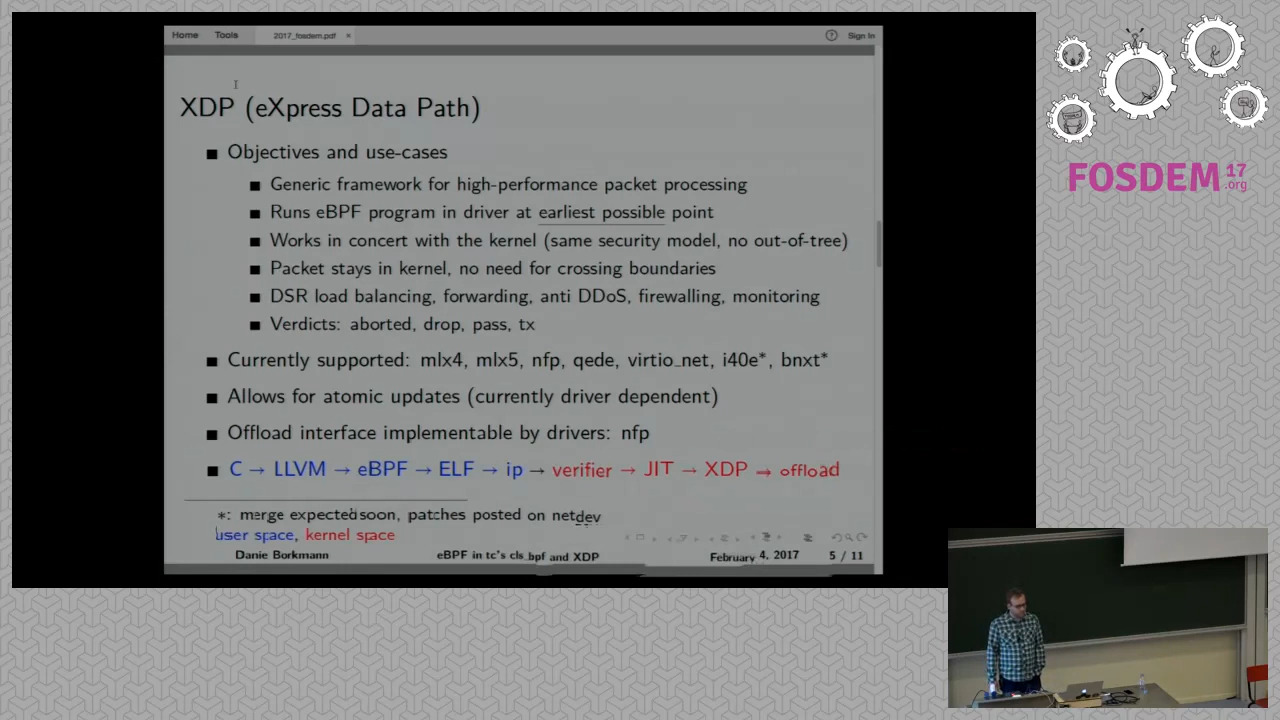 Home Tools 2017_fosdem.pdf × ? Sign In
XDP (eXpress Data Path)
■ Objectives and use-cases
■ Generic framework for high-performance packet processing
■ Runs eBPF program in driver at earliest possible point
■ Works in concert with the kernel (same security model, no out-of-tree)
■ Packet stays in kernel, no need for crossing boundaries
■ DSR load balancing, forwarding, anti DDoS, firewalling, monitoring
■ Verdicts: aborted, drop, pass, tx
■ Currently supported: mlx4, mlx5, nfp, qede, virtio_net, i40e*, bnxt*
■ Allows for atomic updates (currently driver dependent)
■ Offload interface implementable by drivers: nfp
■ C → LLVM → eBPF → ELF → ip → verifier → JIT → XDP → offload
*: merge expected soon, patches posted on netdev
user space, kernel space
Danie Borkmann eBPF in tc's cls_bpf and XDP February 4, 2017 5 / 11
FOSDEM 17
.org